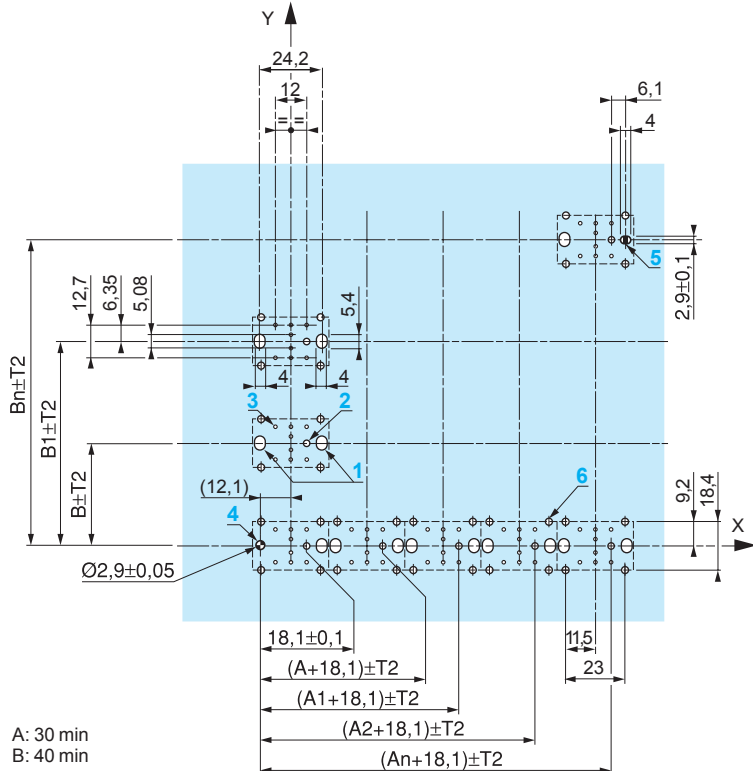 Y
24,2
12
= =
6,1
4
5
2,9±0,1
12,7
6,35
5,08
5,4
4
4
Bn±T2
B1±T2
B±T2
3
2
1
(12,1)
4
6
9,2
18,4
X
Ø2,9±0,05
18,1±0,1
11,5
23
(A+18,1)±T2
(A1+18,1)±T2
(A2+18,1)±T2
(An+18,1)±T2
A: 30 min
B: 40 min